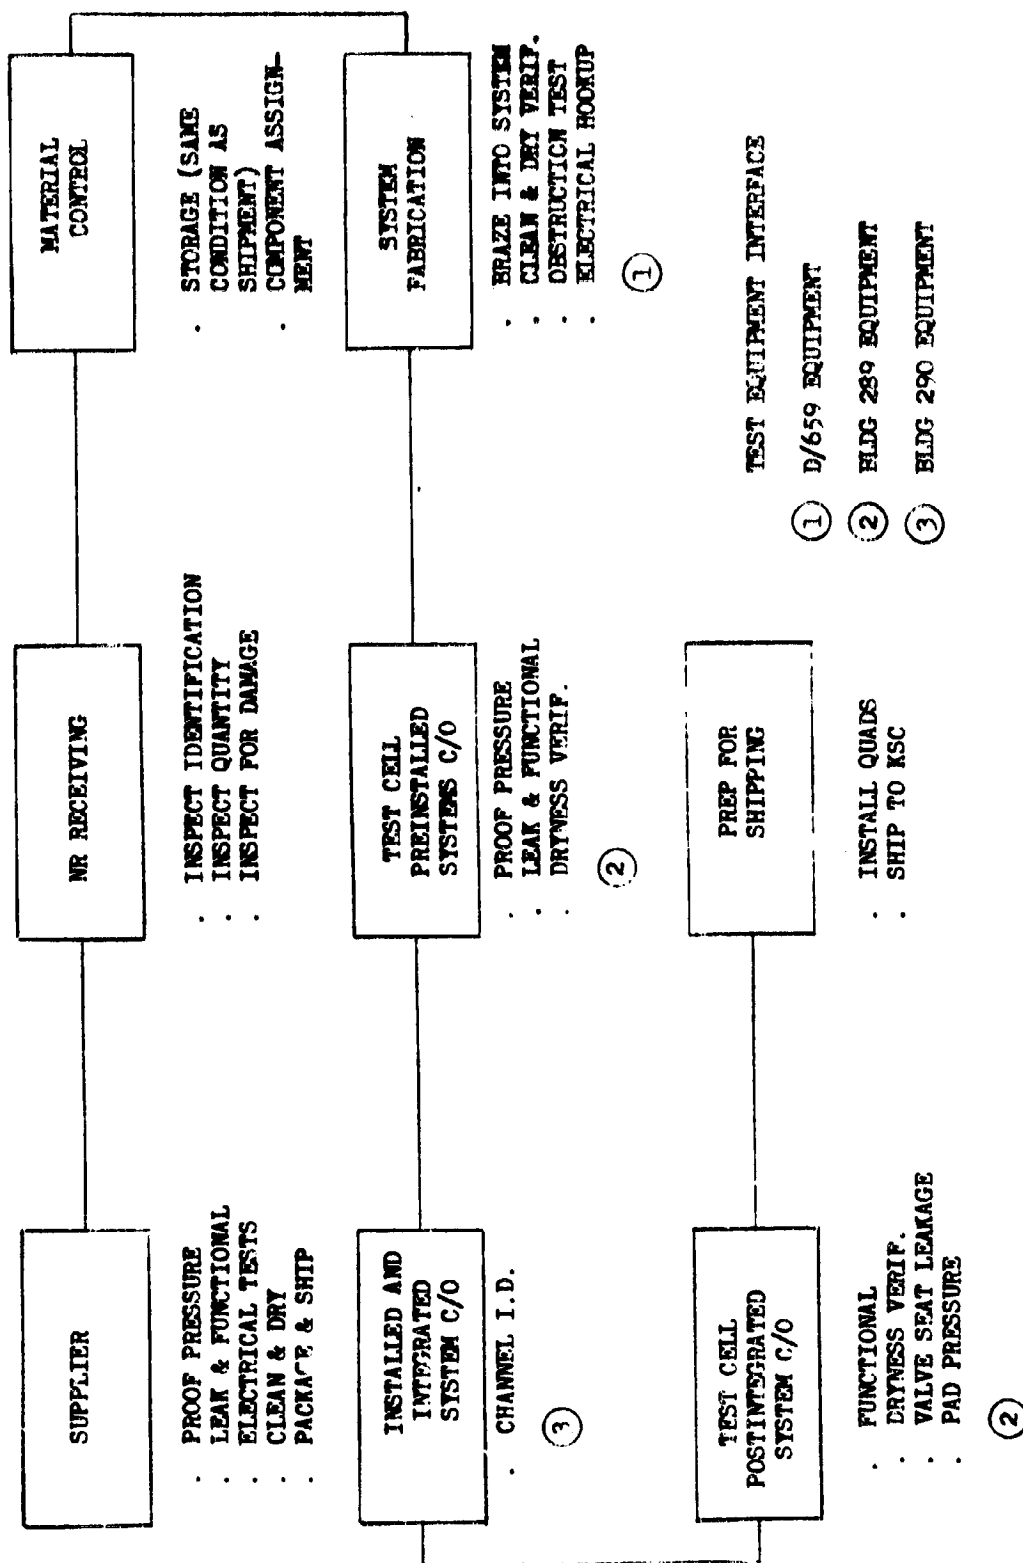 SUPPLIER
· PROOF PRESSURE
· LEAK & FUNCTIONAL
· ELECTRICAL TESTS
· CLEAN & DRY
· PACKAGE & SHIP
NR RECEIVING
· INSPECT IDENTIFICATION
· INSPECT QUANTITY
· INSPECT FOR DAMAGE
MATERIAL
CONTROL
· STORAGE (SAME
CONDITION AS
SHIPMENT)
· COMPONENT ASSIGN-
MENT
INSTALLED AND
INTEGRATED
SYSTEM C/O
· CHANNEL I.D.
3
TEST CELL
PREINSTALLED
SYSTEMS C/O
· PROOF PRESSURE
· LEAK & FUNCTIONAL
· DRYNESS VERIF.
2
SYSTEM
FABRICATION
· BRAZE INTO SYSTEM
· CLEAN & DRY VERIF.
· OBSTRUCTION TEST
· ELECTRICAL HOOKUP
1
TEST CELL
POSTINTEGRATED
SYSTEM C/O
· FUNCTIONAL
· DRYNESS VERIF.
· VALVE SEAT LEAKAGE
· PAD PRESSURE
2
PREP FOR
SHIPPING
· INSTALL QUADS
· SHIP TO KSC
TEST EQUIPMENT INTERFACE
1 D/659 EQUIPMENT
2 BLDG 289 EQUIPMENT
3 BLDG 290 EQUIPMENT